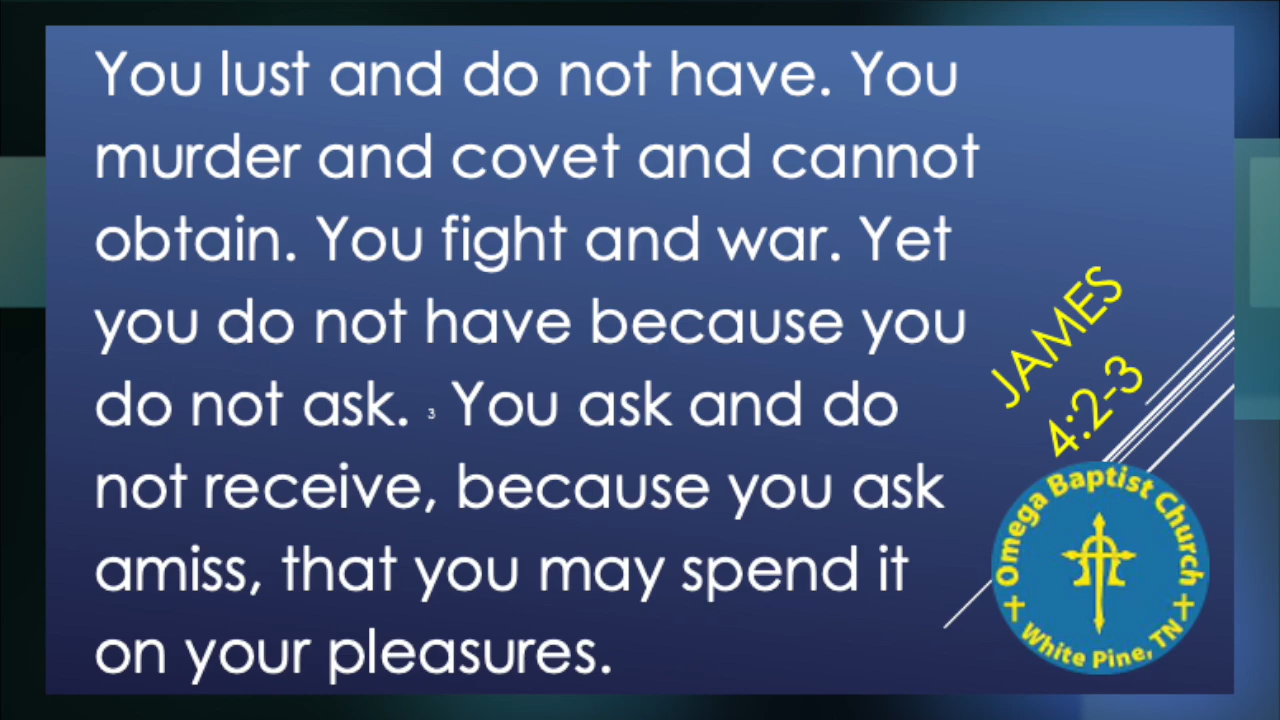 You lust and do not have. You
murder and covet and cannot
obtain. You fight and war. Yet
you do not have because you
do not ask. 3 You ask and do
not receive, because you ask
amiss, that you may spend it
on your pleasures.
JAMES
4:2-3
Omega Baptist Church
White Pine, TN